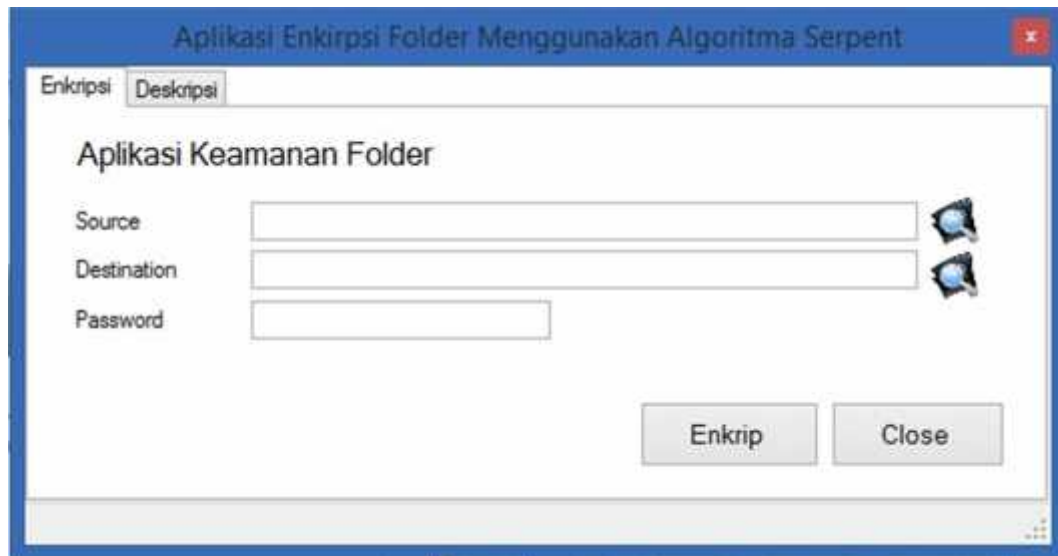 Aplikasi Enkirpsi Folder Menggunakan Algoritma Serpent
x
Enkripsi Deskripsi
Aplikasi Keamanan Folder
Source
Destination
Password
Enkrip Close